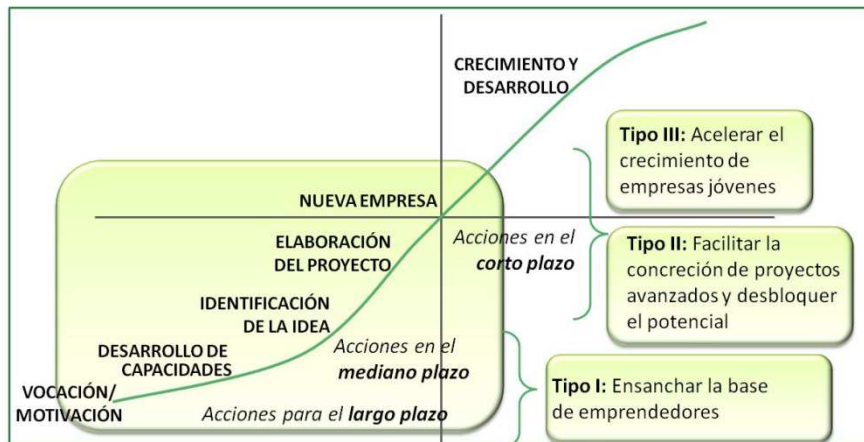 CRECIMIENTO Y
DESARROLLO
Tipo III: Acelerar el
crecimiento de
empresas jóvenes
NUEVA EMPRESA
ELABORACIÓN
DEL PROYECTO
Acciones en el
corto plazo
Tipo II: Facilitar la
concreción de proyectos
avanzados y desbloquer
el potencial
IDENTIFICACIÓN
DE LA IDEA
DESARROLLO DE
CAPACIDADES
Acciones en el
mediano plazo
VOCACIÓN/
MOTIVACIÓN
Acciones para el largo plazo
Tipo I: Ensanchar la base
de emprendedores